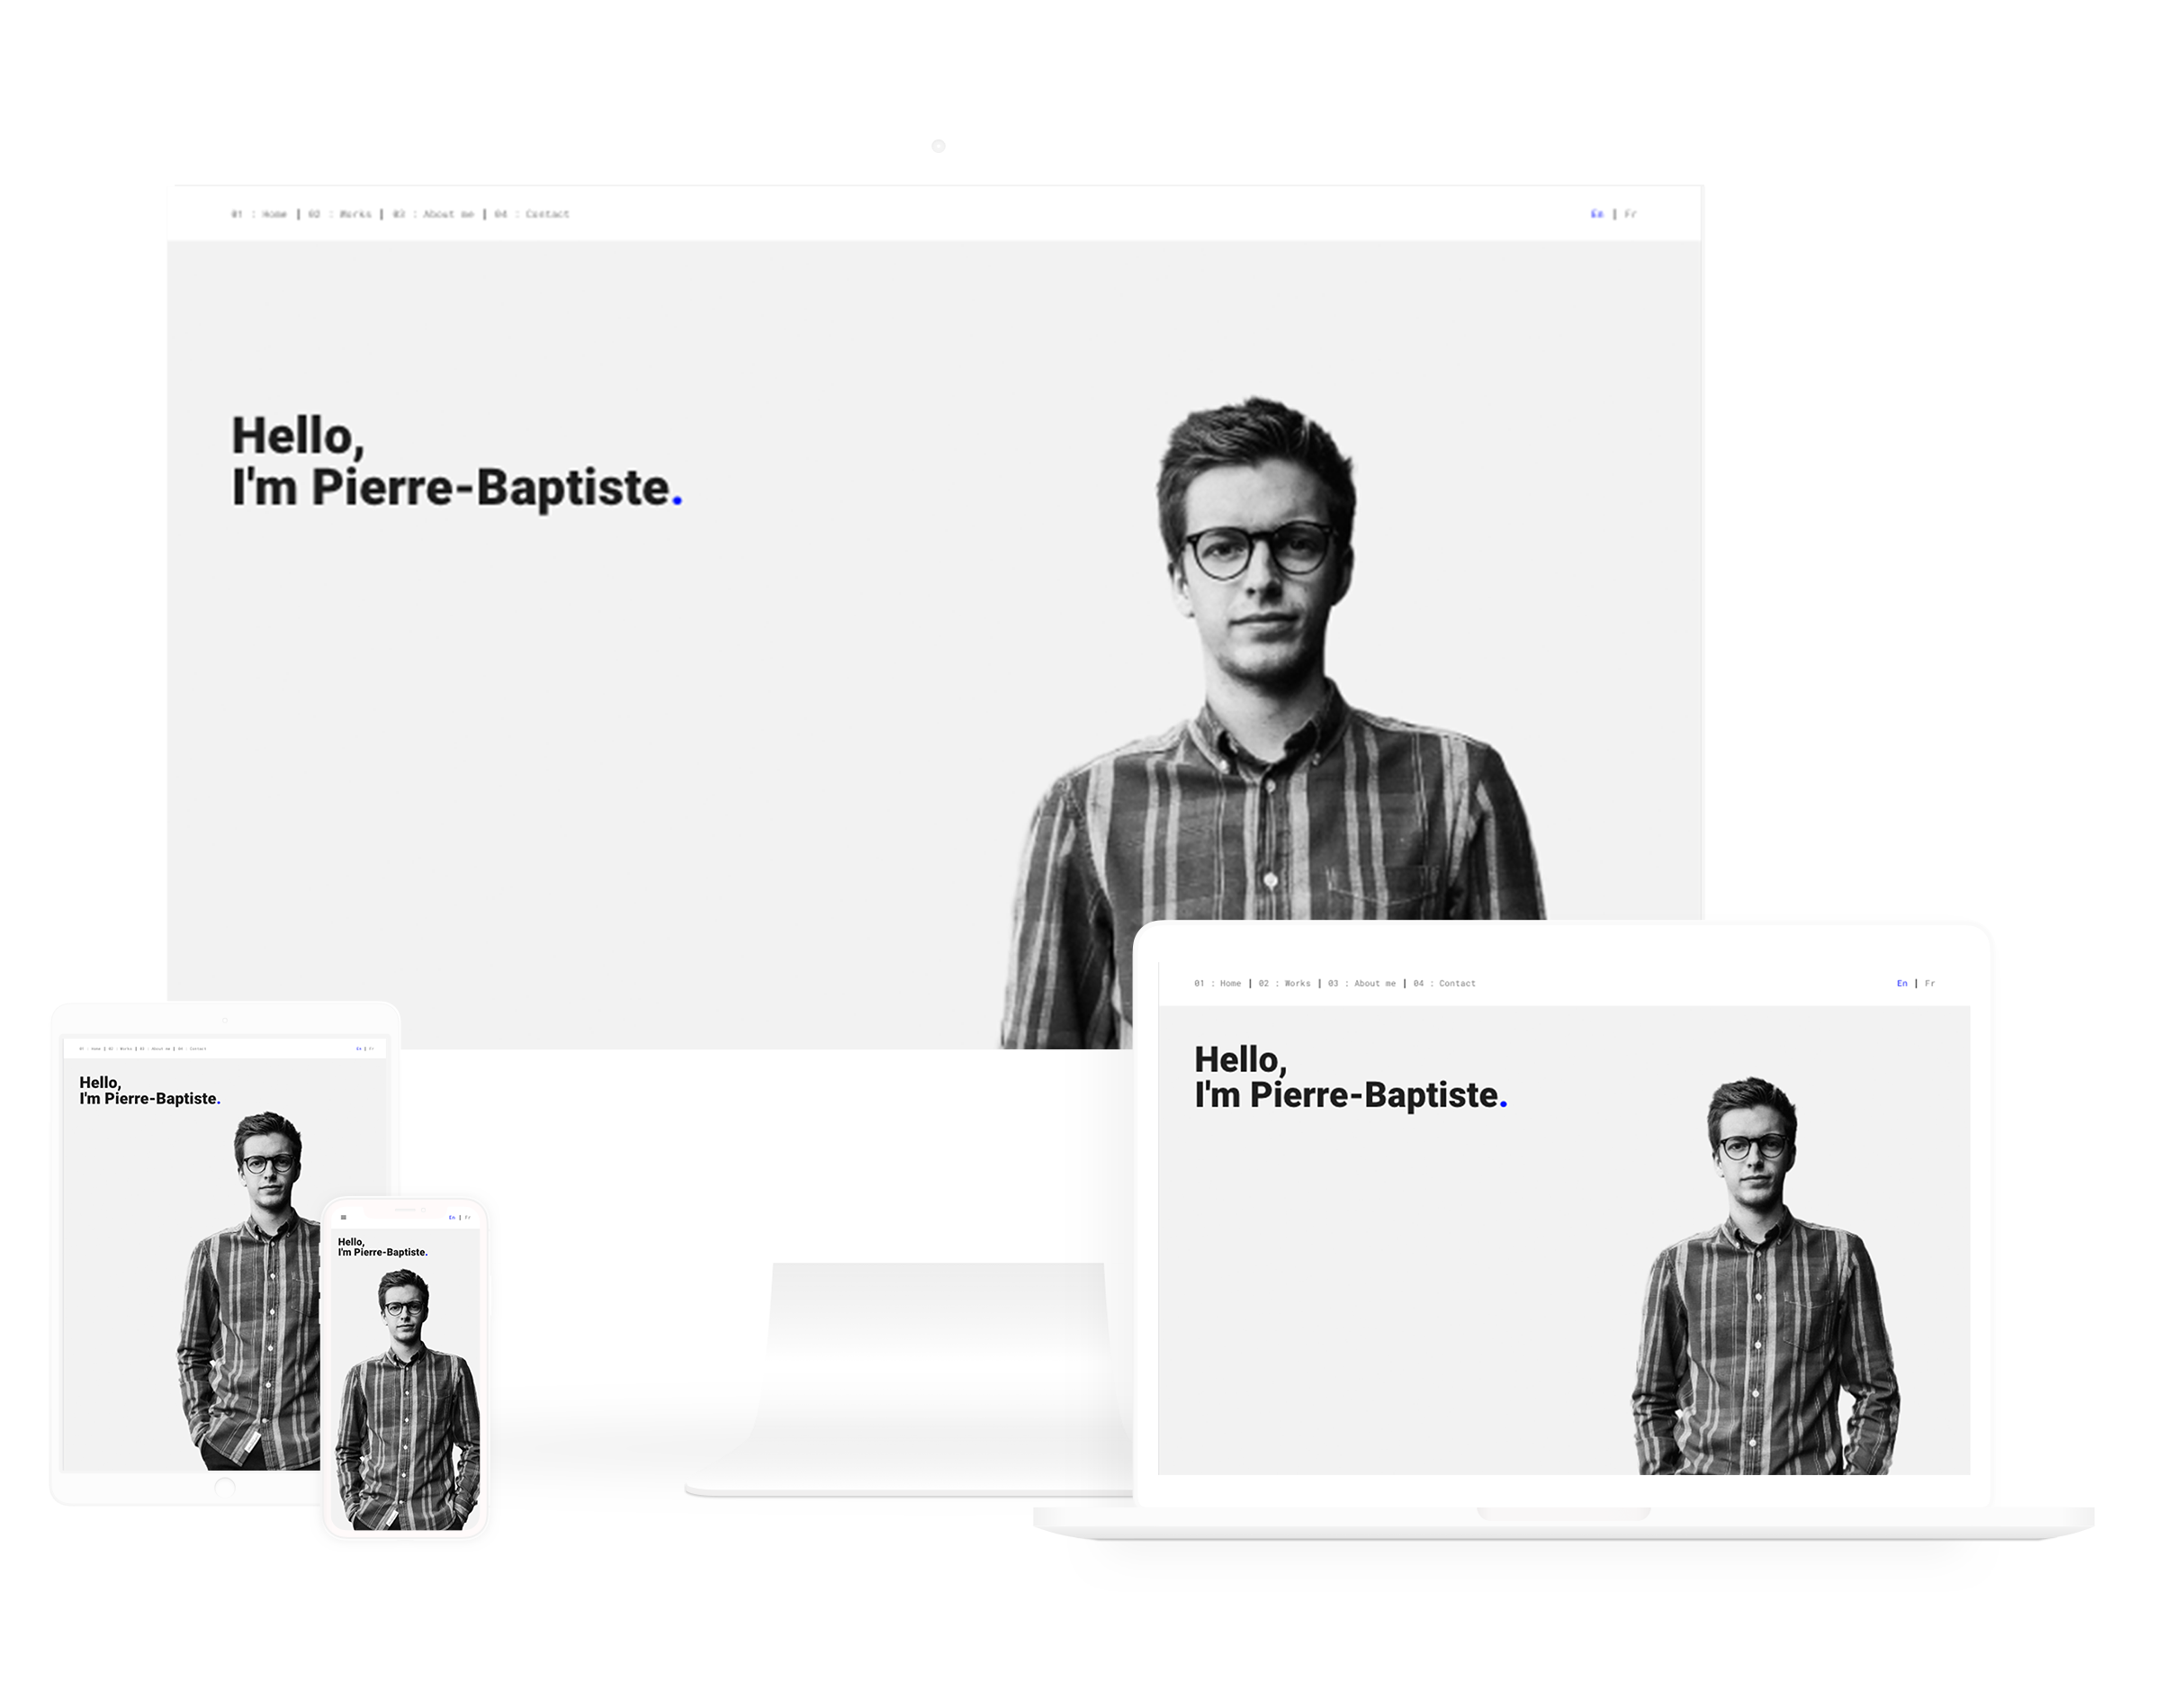 01 : Home | 02 : Works | 03 : About me | 04 : Contact
En | Fr
Hello,
I'm Pierre-Baptiste.
01 : Home | 02 : Works | 03 : About me | 04 : Contact
En | Fr
Hello,
I'm Pierre-Baptiste.
01 : Home | 02 : Works | 03 : About me | 04 : Contact
En | Fr
Hello,
I'm Pierre-Baptiste.
En | Fr
Hello,
I'm Pierre-Baptiste.